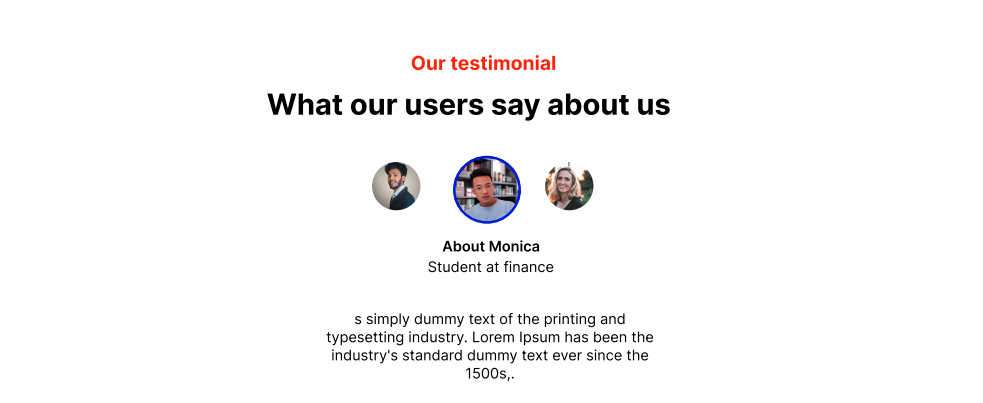 Our testimonial
What our users say about us
About Monica
Student at finance
s simply dummy text of the printing and
typesetting industry. Lorem Ipsum has been the
industry's standard dummy text ever since the
1500s,.